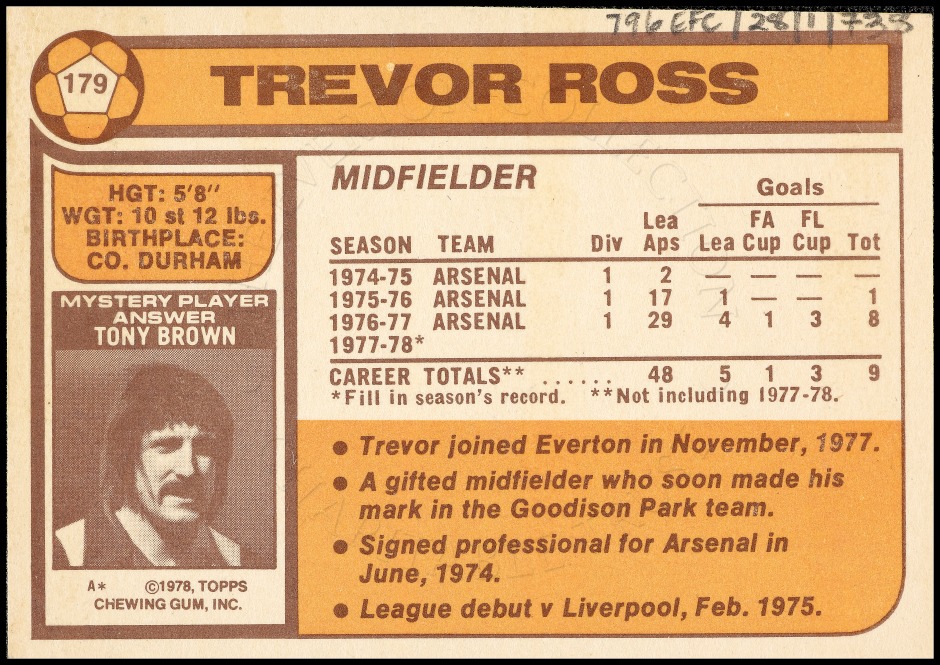 796 EFC/28/1/738
179
TREVOR ROSS
HGT: 5'8"
WGT: 10 st 12 lbs.
BIRTHPLACE:
CO. DURHAM
MYSTERY PLAYER
ANSWER
TONY BROWN
A* ©1978, TOPPS
CHEWING GUM, INC.
MIDFIELDER
Goals
Lea FA FL
SEASON TEAM Div Aps Lea Cup Cup Tot
1974-75 ARSENAL 1 2 — — — —
1975-76 ARSENAL 1 17 1 — — 1
1976-77 ARSENAL 1 29 4 1 3 8
1977-78*
CAREER TOTALS** ...... 48 5 1 3 9
*Fill in season's record. **Not including 1977-78.
● Trevor joined Everton in November, 1977.
● A gifted midfielder who soon made his
mark in the Goodison Park team.
● Signed professional for Arsenal in
June, 1974.
● League debut v Liverpool, Feb. 1975.